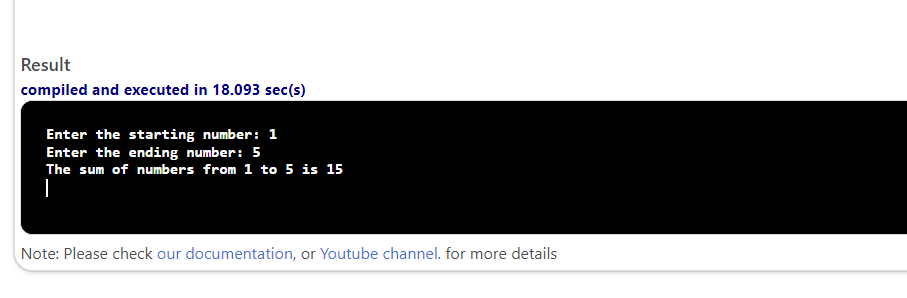 Result
compiled and executed in 18.093 sec(s)
Enter the starting number: 1
Enter the ending number: 5
The sum of numbers from 1 to 5 is 15
Note: Please check our documentation, or Youtube channel. for more details